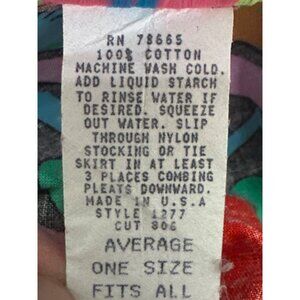 RN 78665
100% COTTON
MACHINE WASH COLD.
ADD LIQUID STARCH
TO RINSE WATER IF
DESIRED. SQUEEZE
OUT WATER. SLIP
THROUGH NYLON
STOCKING OR TIE
SKIRT IN AT LEAST
3 PLACES COMBING
PLEATS DOWNWARD.
MADE IN U.S.A
STYLE 1277
CUT 806
AVERAGE
ONE SIZE
FITS ALL